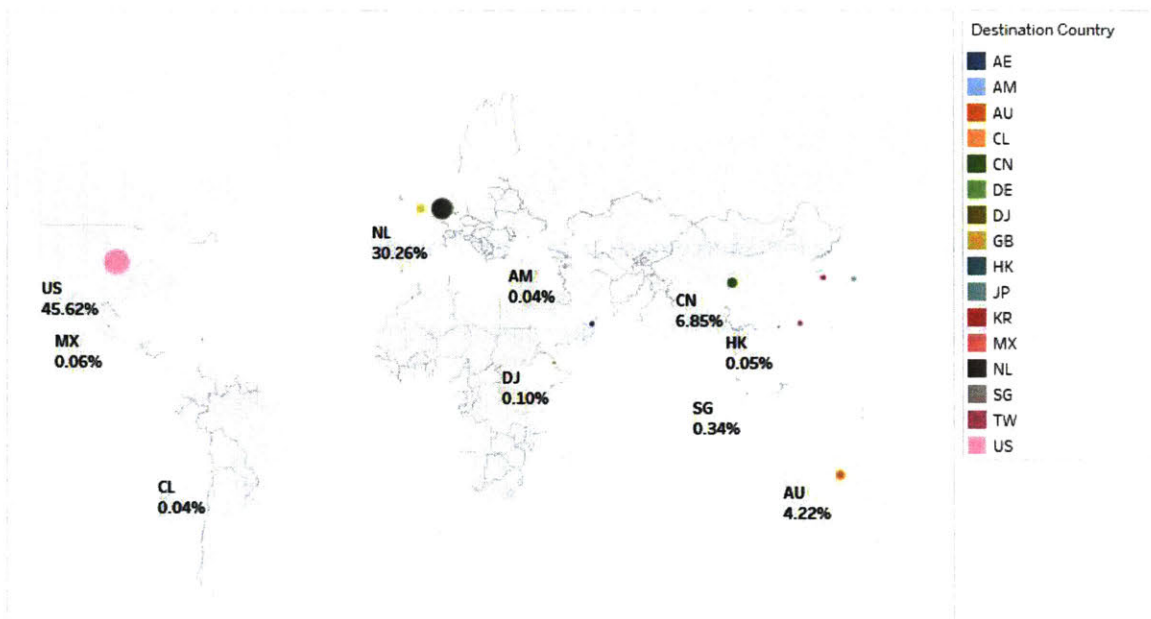 Destination Country
AE
AM
AU
CL
CN
DE
DJ
GB
HK
JP
KR
MX
NL
SG
TW
US
NL
30.26%
AM
0.04%
US
45.62%
CN
6.85%
MX
0.06%
HK
0.05%
DJ
0.10%
SG
0.34%
CL
0.04%
AU
4.22%